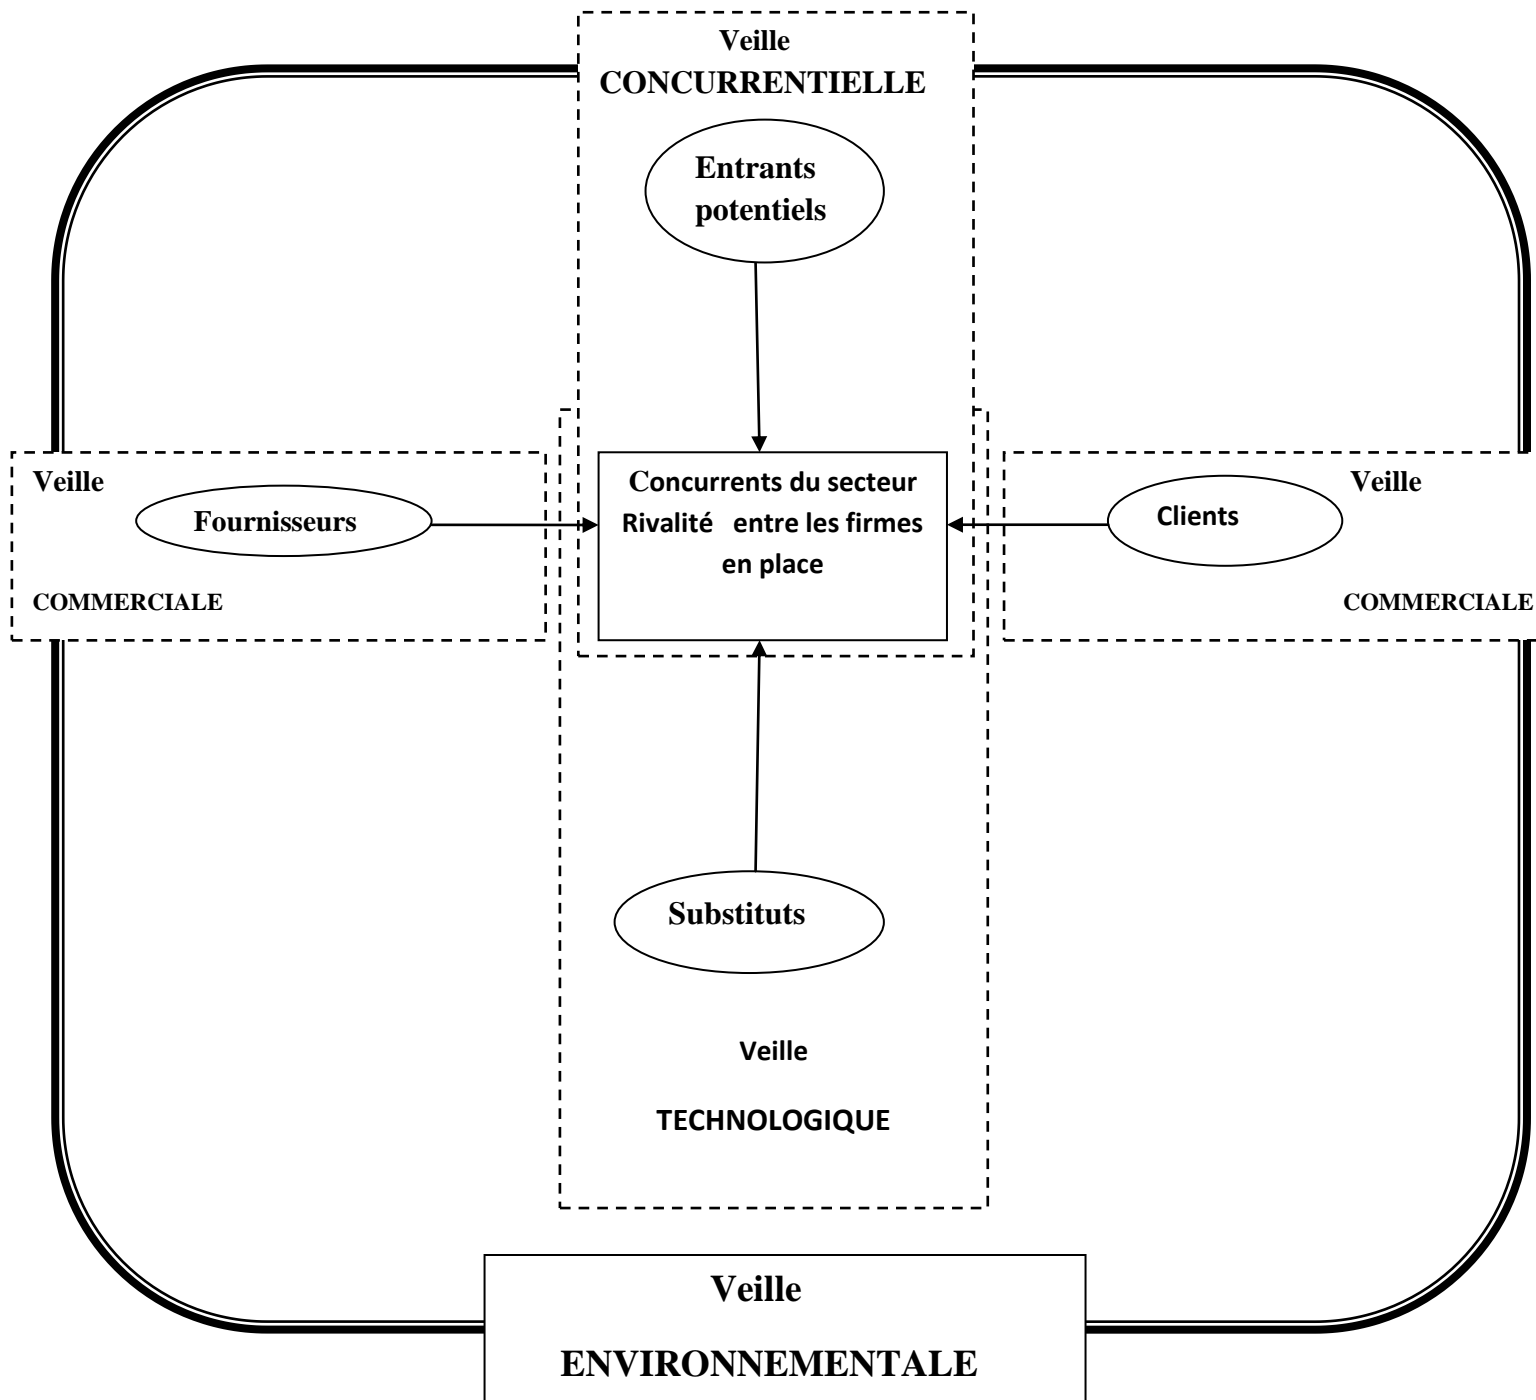 Veille
CONCURRENTIELLE
Entrants
potentiels
Veille
Fournisseurs
COMMERCIALE
Concurrents du secteur
Rivalité entre les firmes
en place
Veille
Clients
COMMERCIALE
Substituts
Veille
TECHNOLOGIQUE
Veille
ENVIRONNEMENTALE